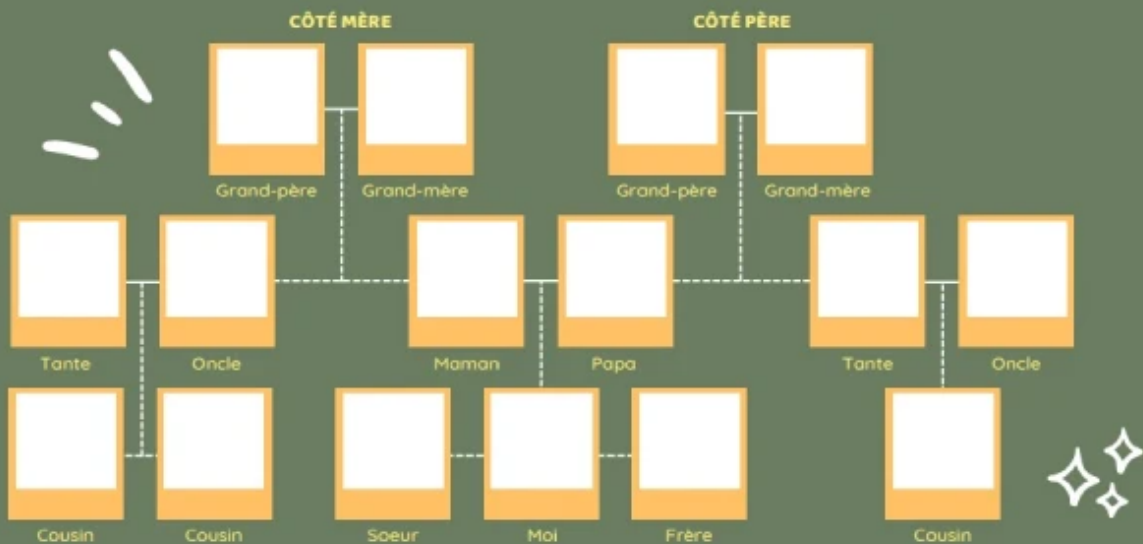 CÔTÉ MÈRE CÔTÉ PÈRE
Grand-père Grand-mère Grand-père Grand-mère
Tante Oncle Maman Papa Tante Oncle
Cousin Cousin Soeur Moi Frère Cousin